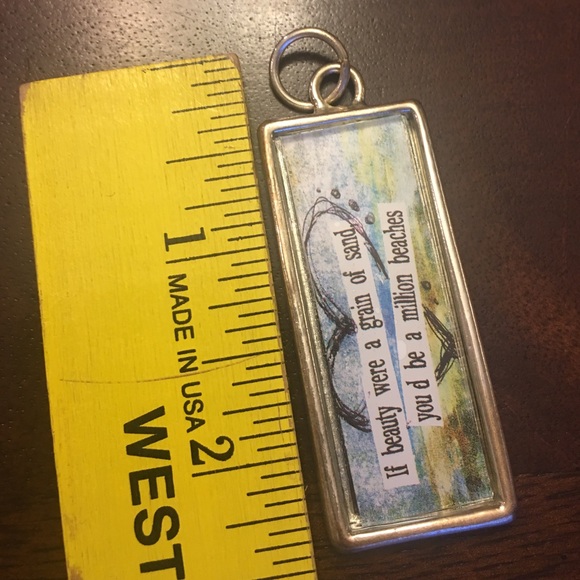 1
MADE IN USA
2
WEST
If beauty were a grain of sand,
you'd be a million beaches